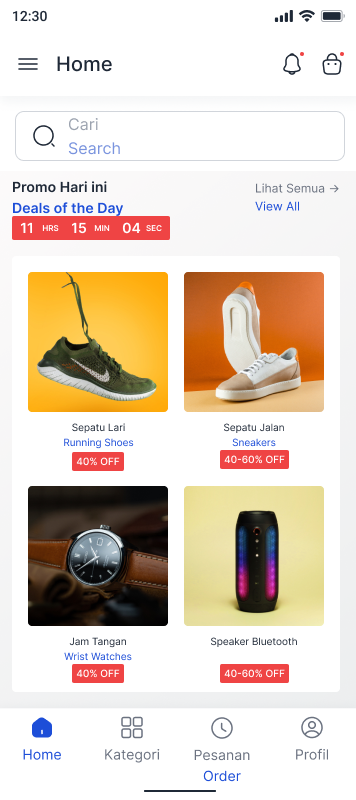 12:30
Home
Cari
Search
Promo Hari ini
Lihat Semua →
Deals of the Day
View All
11 HRS 15 MIN 04 SEC
Sepatu Lari
Sepatu Jalan
Running Shoes
Sneakers
40% OFF
40-60% OFF
Jam Tangan
Speaker Bluetooth
Wrist Watches
40% OFF
40-60% OFF
Home
Kategori
Pesanan
Profil
Order